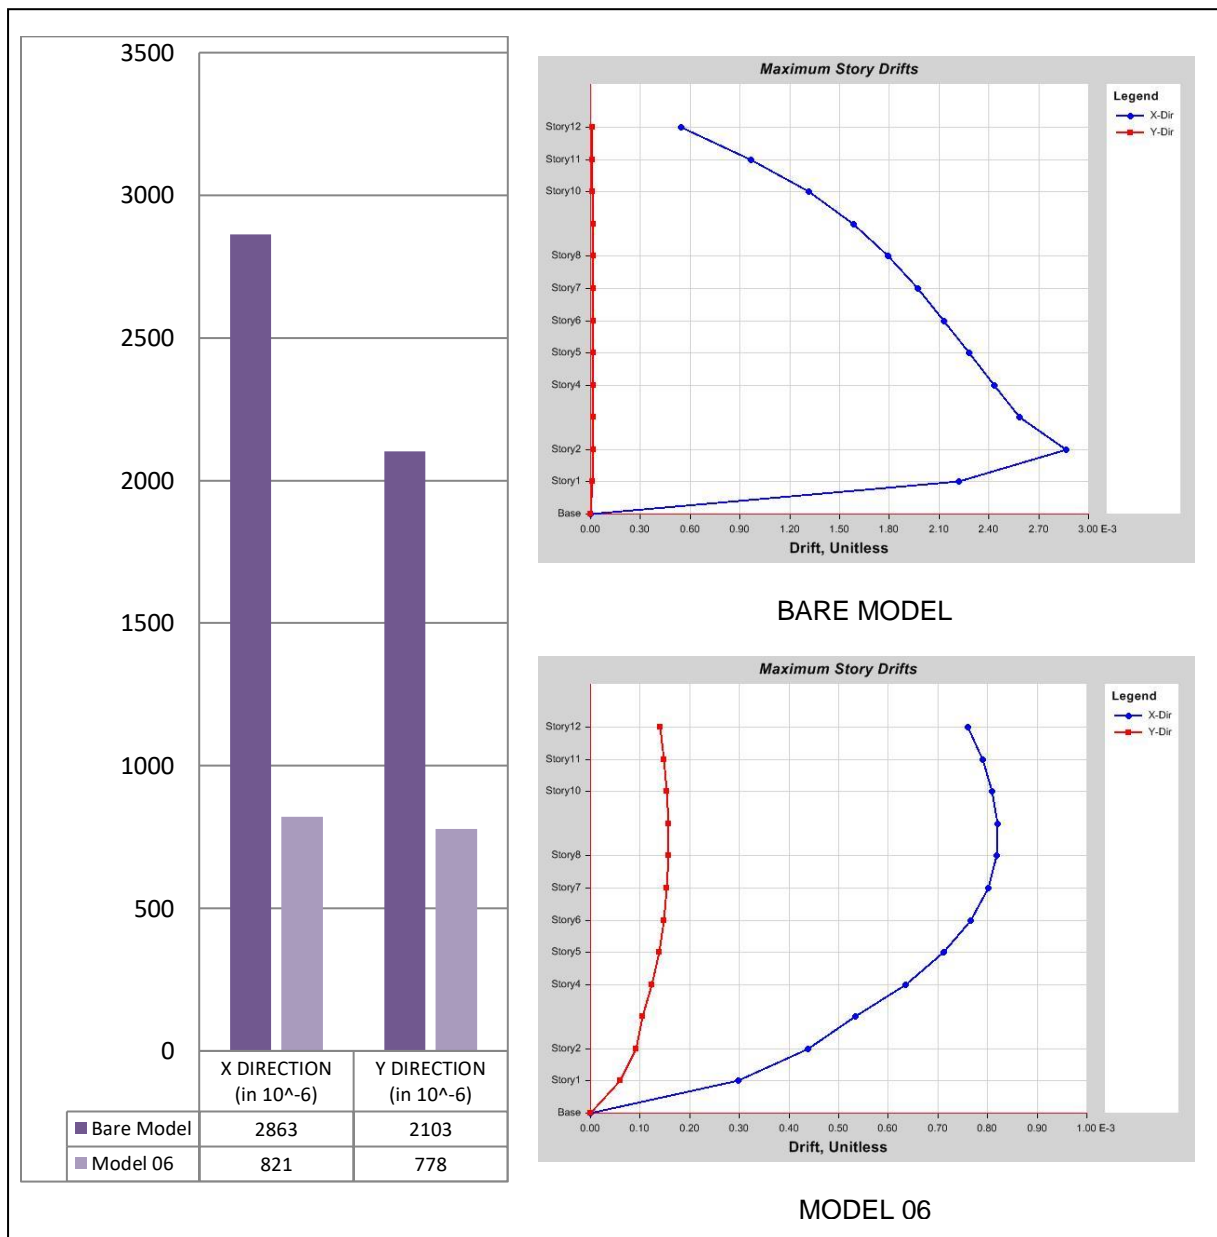 3500
3000
2500
2000
1500
1000
500
0
X DIRECTION
(in 10^-6)
Y DIRECTION
(in 10^-6)
Bare Model 2863 2103
Model 06 821 778
Maximum Story Drifts
Legend
X-Dir
Y-Dir
Story12
Story11
Story10
Story8
Story7
Story6
Story5
Story4
Story2
Story1
Base
0.00 0.30 0.60 0.90 1.20 1.50 1.80 2.10 2.40 2.70 3.00 E-3
Drift, Unitless
BARE MODEL
Maximum Story Drifts
Legend
X-Dir
Y-Dir
Story12
Story11
Story10
Story8
Story7
Story6
Story5
Story4
Story2
Story1
Base
0.00 0.10 0.20 0.30 0.40 0.50 0.60 0.70 0.80 0.90 1.00 E-3
Drift, Unitless
MODEL 06